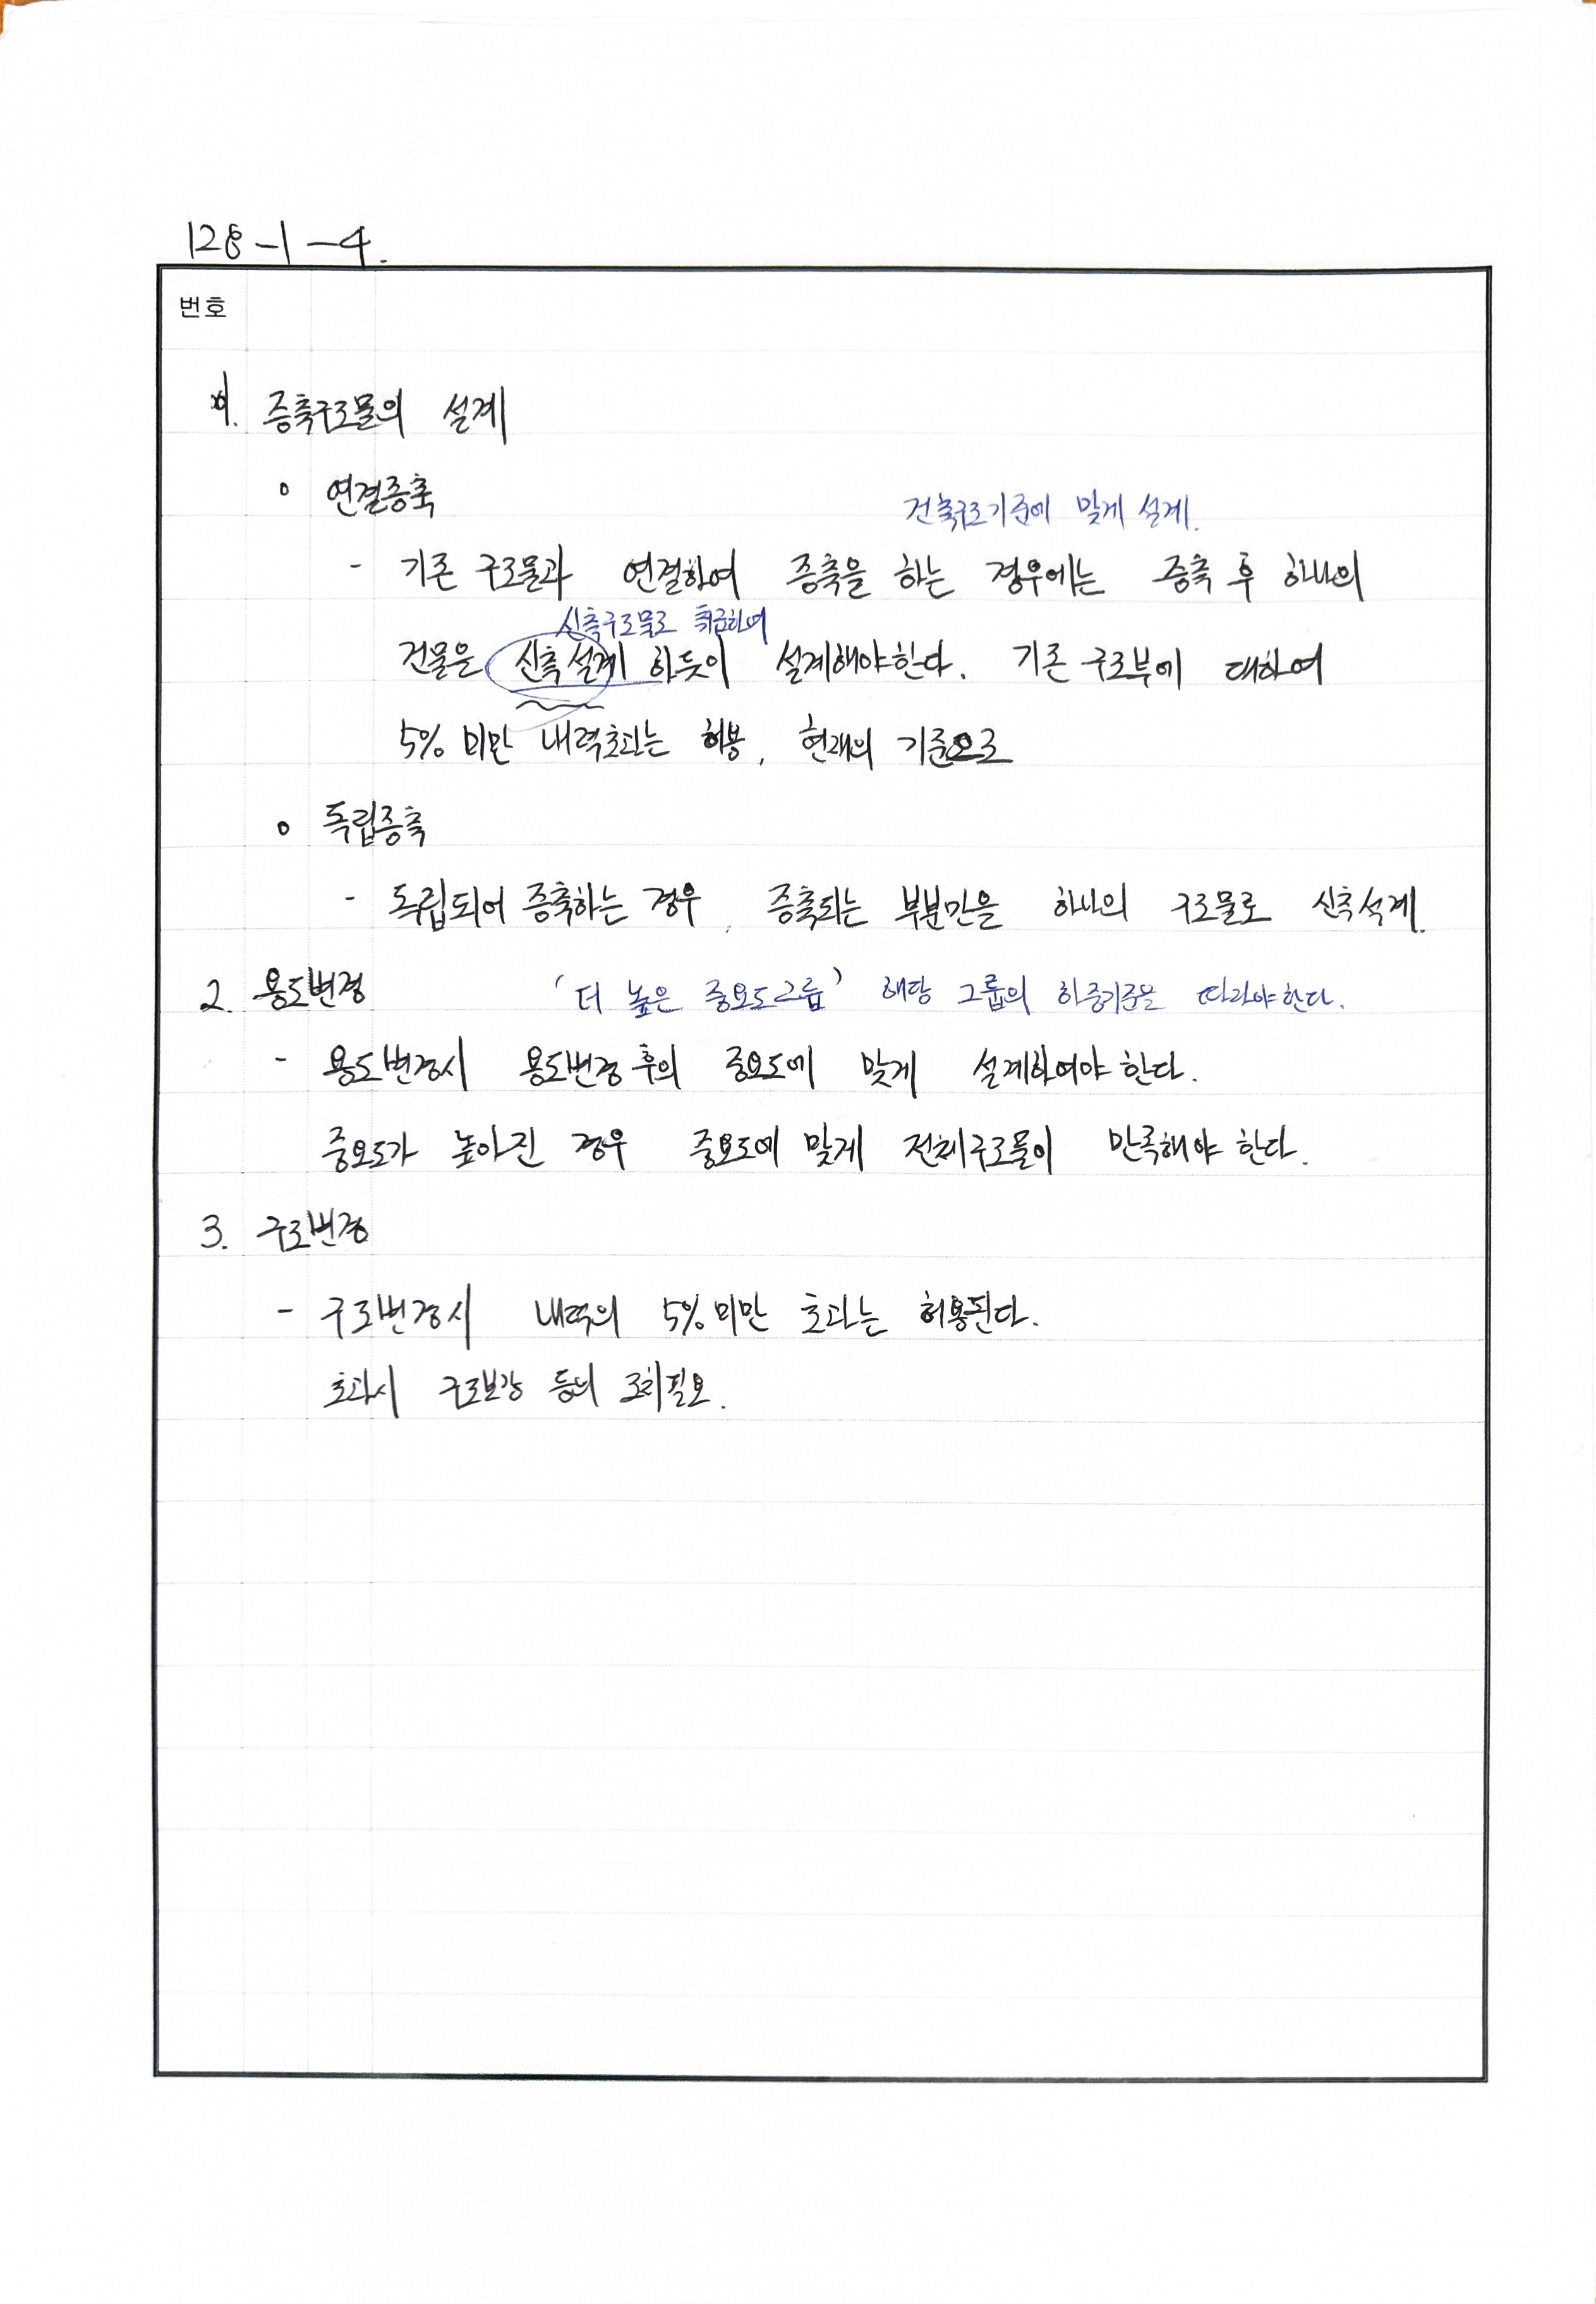 128-1-4.
번호
1. 증축구조물의 설계
∘ 연결증축
건축구조기준에 맞게 설계.
- 기존 구조물과 연결하여 증축을 하는 경우에는 증축 후 하나의
신축구조물로 취급하여
건물은 신축설계 하듯이 설계해야한다. 기존 구조부에 대하여
5% 미만 내력초과는 허용, 현재의 기준으로
∘ 독립증축
- 독립되어 증축하는 경우, 증축되는 부분만을 하나의 구조물로 신축설계.
2. 용도변경 '더 높은 중요도그룹' 해당 그룹의 하중기준을 따라야한다.
- 용도변경시 용도변경 후의 중요도에 맞게 설계하여야 한다.
중요도가 높아진 경우 중요도에 맞게 전체구조물이 만족해야 한다.
3. 구조변경
- 구조변경시 내력의 5% 미만 초과는 허용된다.
초과시 구조보강 등의 조치필요.